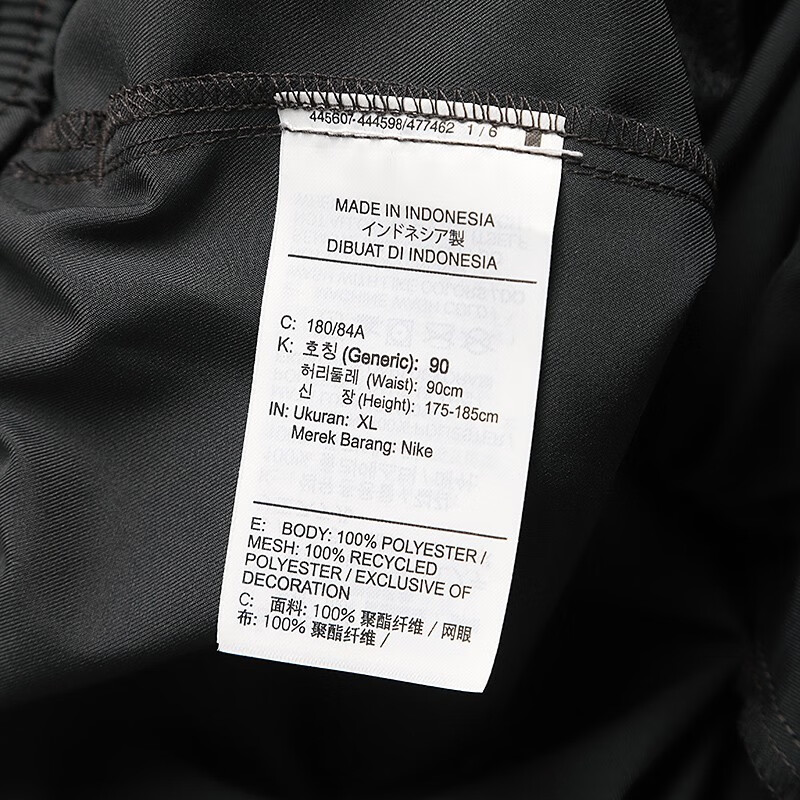 445607-444598/477462 1 / 6
MADE IN INDONESIA
インドネシア製
DIBUAT DI INDONESIA
C: 180/84A
K: 호칭 (Generic): 90
허리둘레 (Waist): 90cm
신 장 (Height): 175-185cm
IN: Ukuran: XL
Merek Barang: Nike
E: BODY: 100% POLYESTER /
MESH: 100% RECYCLED
POLYESTER / EXCLUSIVE OF
DECORATION
C: 面料: 100% 聚酯纤维 / 网眼
布: 100% 聚酯纤维 /